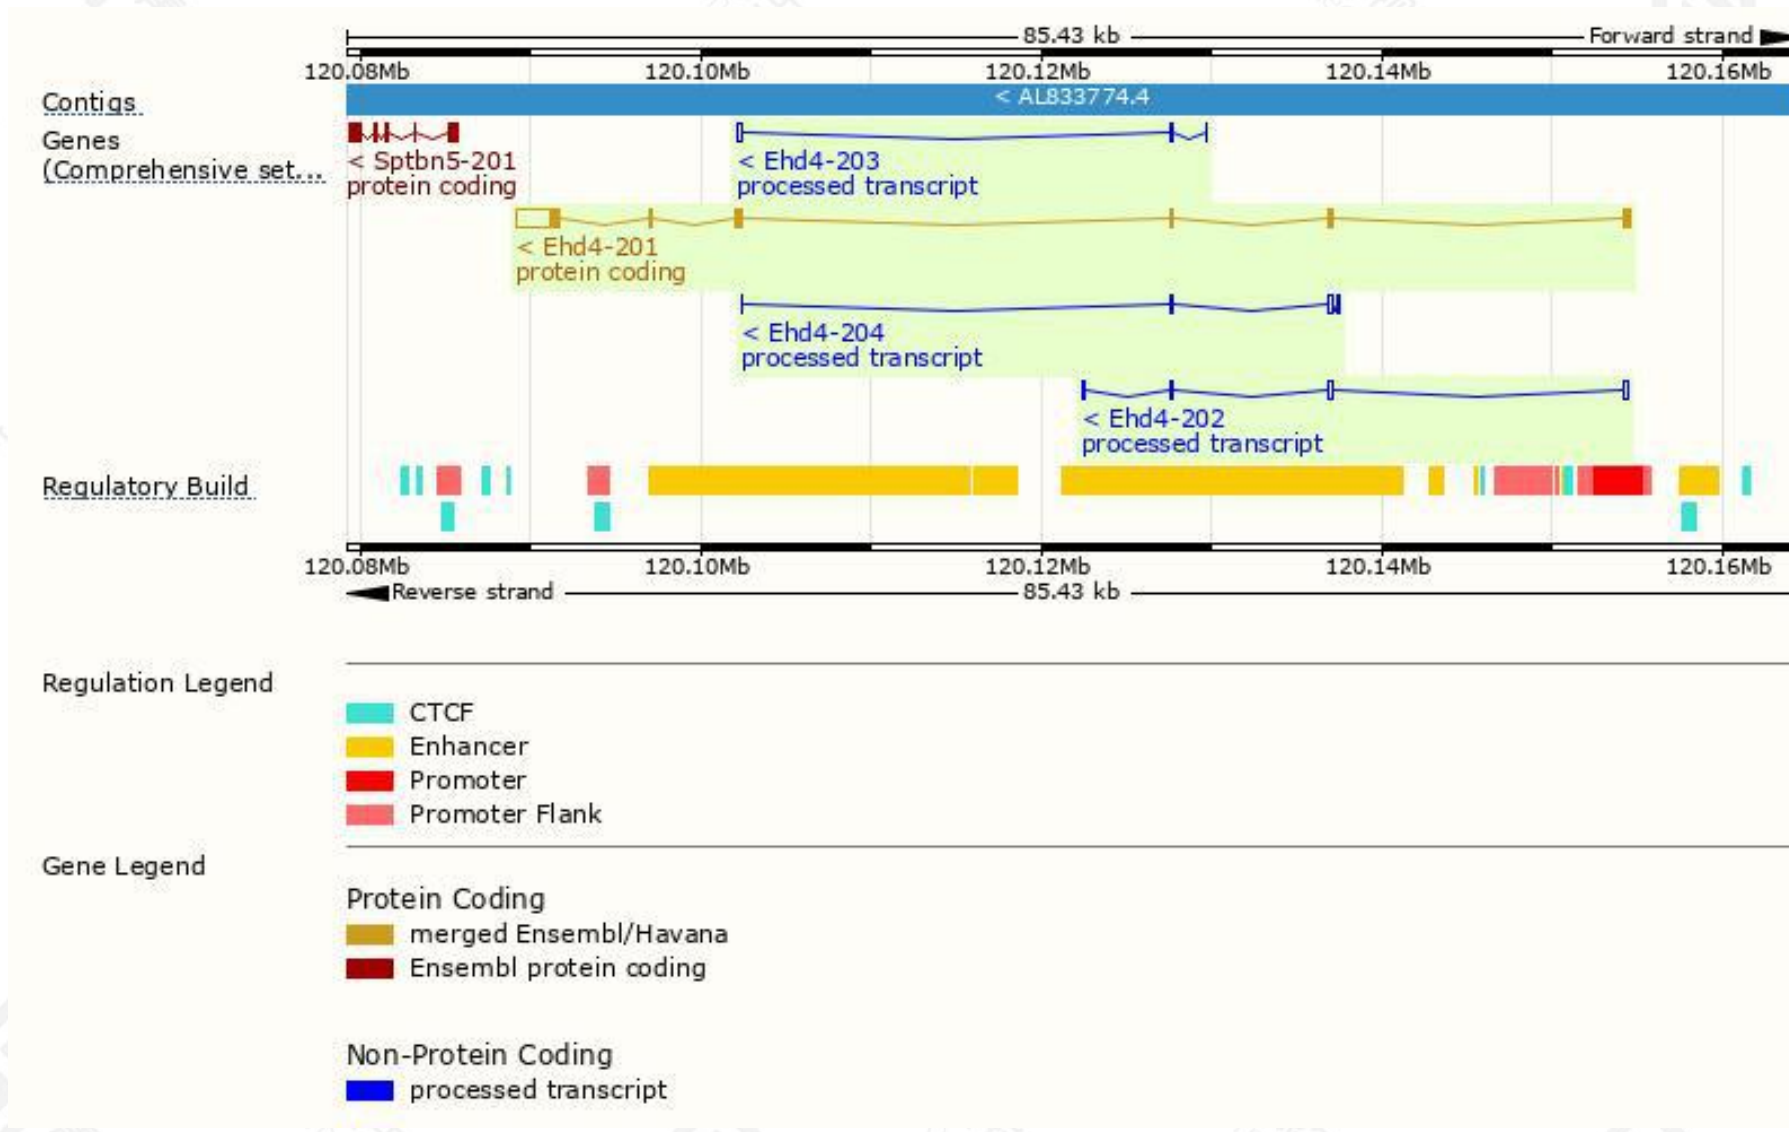 85.43 kb Forward strand
120.08Mb 120.10Mb 120.12Mb 120.14Mb 120.16Mb
Contigs < AL833774.4
Genes
(Comprehensive set...
< Sptbn5-201
protein coding
< Ehd4-203
processed transcript
< Ehd4-201
protein coding
< Ehd4-204
processed transcript
< Ehd4-202
processed transcript
Regulatory Build
120.08Mb 120.10Mb 120.12Mb 120.14Mb 120.16Mb
Reverse strand 85.43 kb
Regulation Legend
CTCF
Enhancer
Promoter
Promoter Flank
Gene Legend
Protein Coding
merged Ensembl/Havana
Ensembl protein coding
Non-Protein Coding
processed transcript